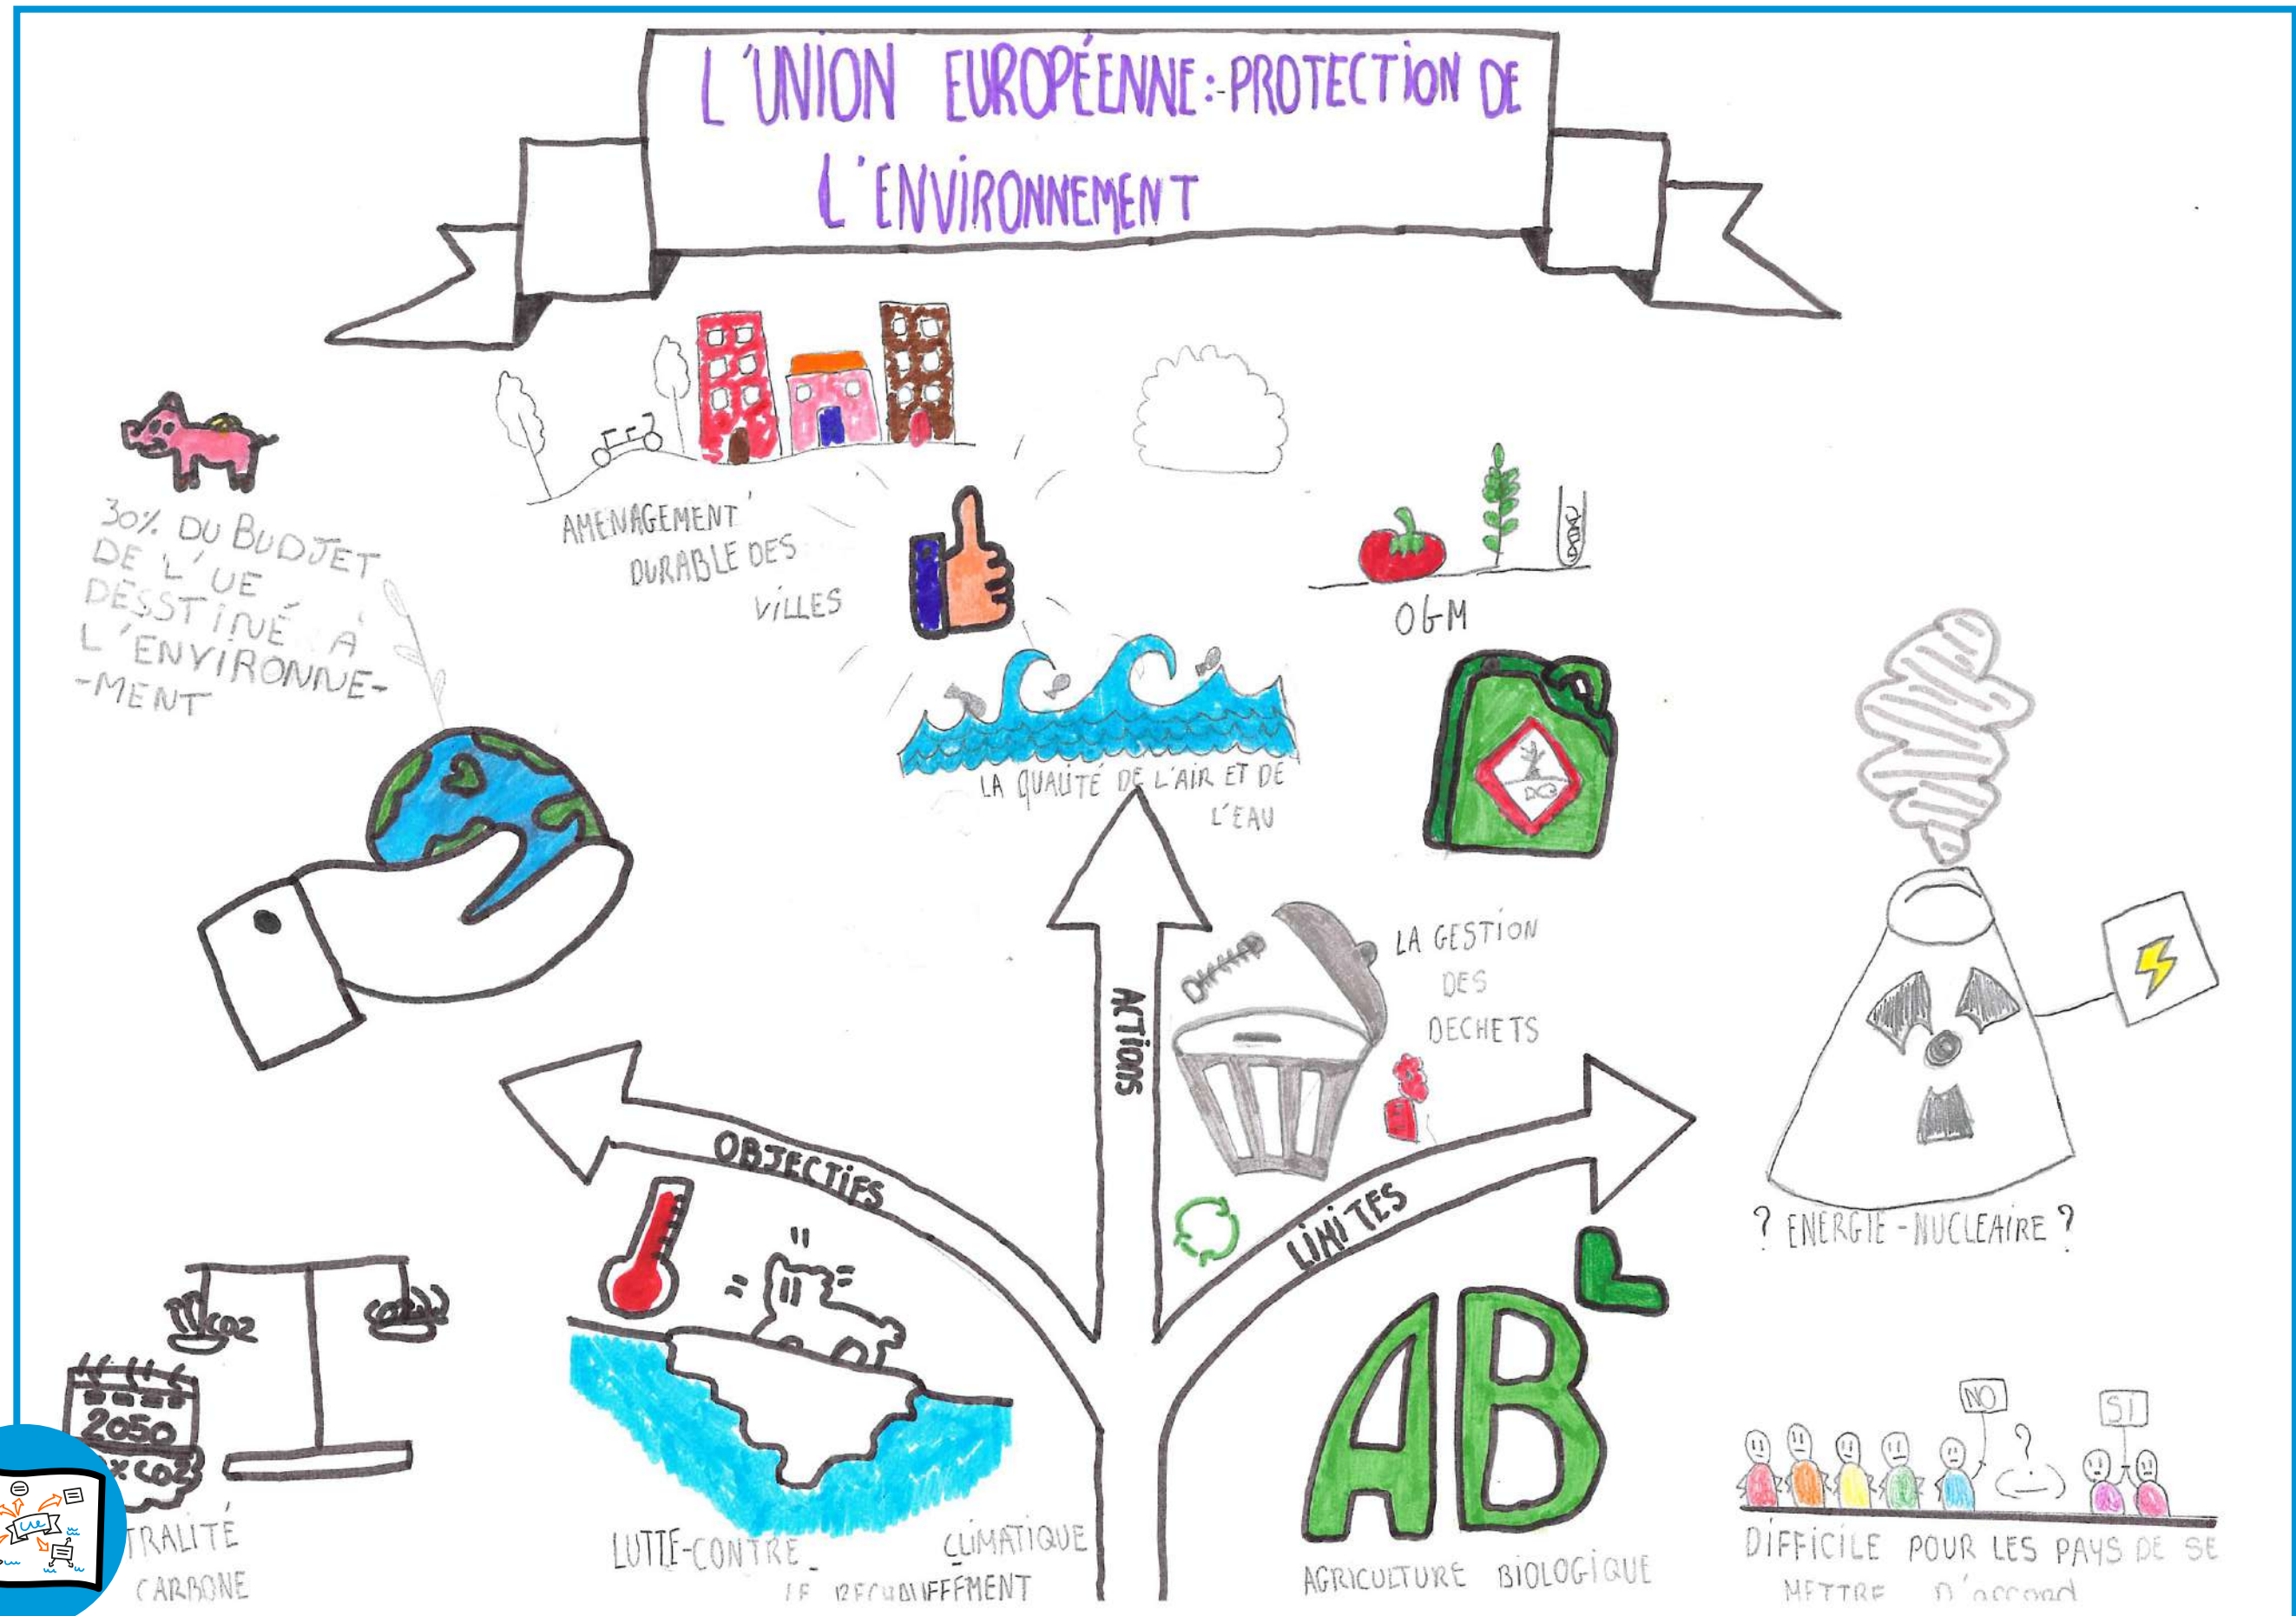 L'UNION EUROPÉENNE: PROTECTION DE
L'ENVIRONNEMENT
30% DU BUDJET
DE L'UE
DESSTINÉ A
L'ENVIRONNE-
-MENT
AMENAGEMENT
DURABLE DES
VILLES
OGM
LA QUALITÉ DE L'AIR ET DE
L'EAU
LA GESTION
DES
DECHETS
ACTIONS
OBJECTIFS
LIMITES
? ENERGIE-NUCLEAIRE ?
CO2
2050
CO2
TRALITÉ
CARBONE
LUTTE-CONTRE CLIMATIQUE
LE RECHAUFFEMENT
AB
AGRICULTURE BIOLOGIQUE
NO
?
SI
DIFFICILE POUR LES PAYS DE SE
METTRE D'accord
ue